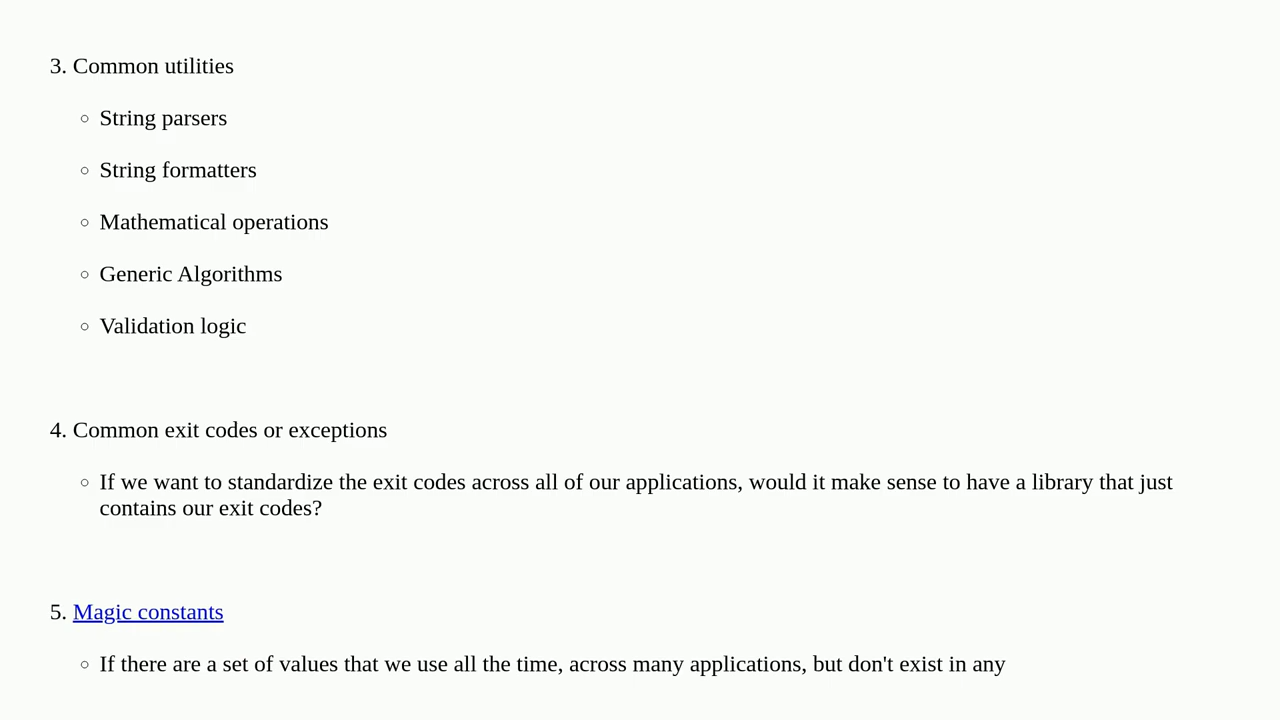 3. Common utilities
○ String parsers
○ String formatters
○ Mathematical operations
○ Generic Algorithms
○ Validation logic
4. Common exit codes or exceptions
○ If we want to standardize the exit codes across all of our applications, would it make sense to have a library that just
contains our exit codes?
5. Magic constants
○ If there are a set of values that we use all the time, across many applications, but don't exist in any